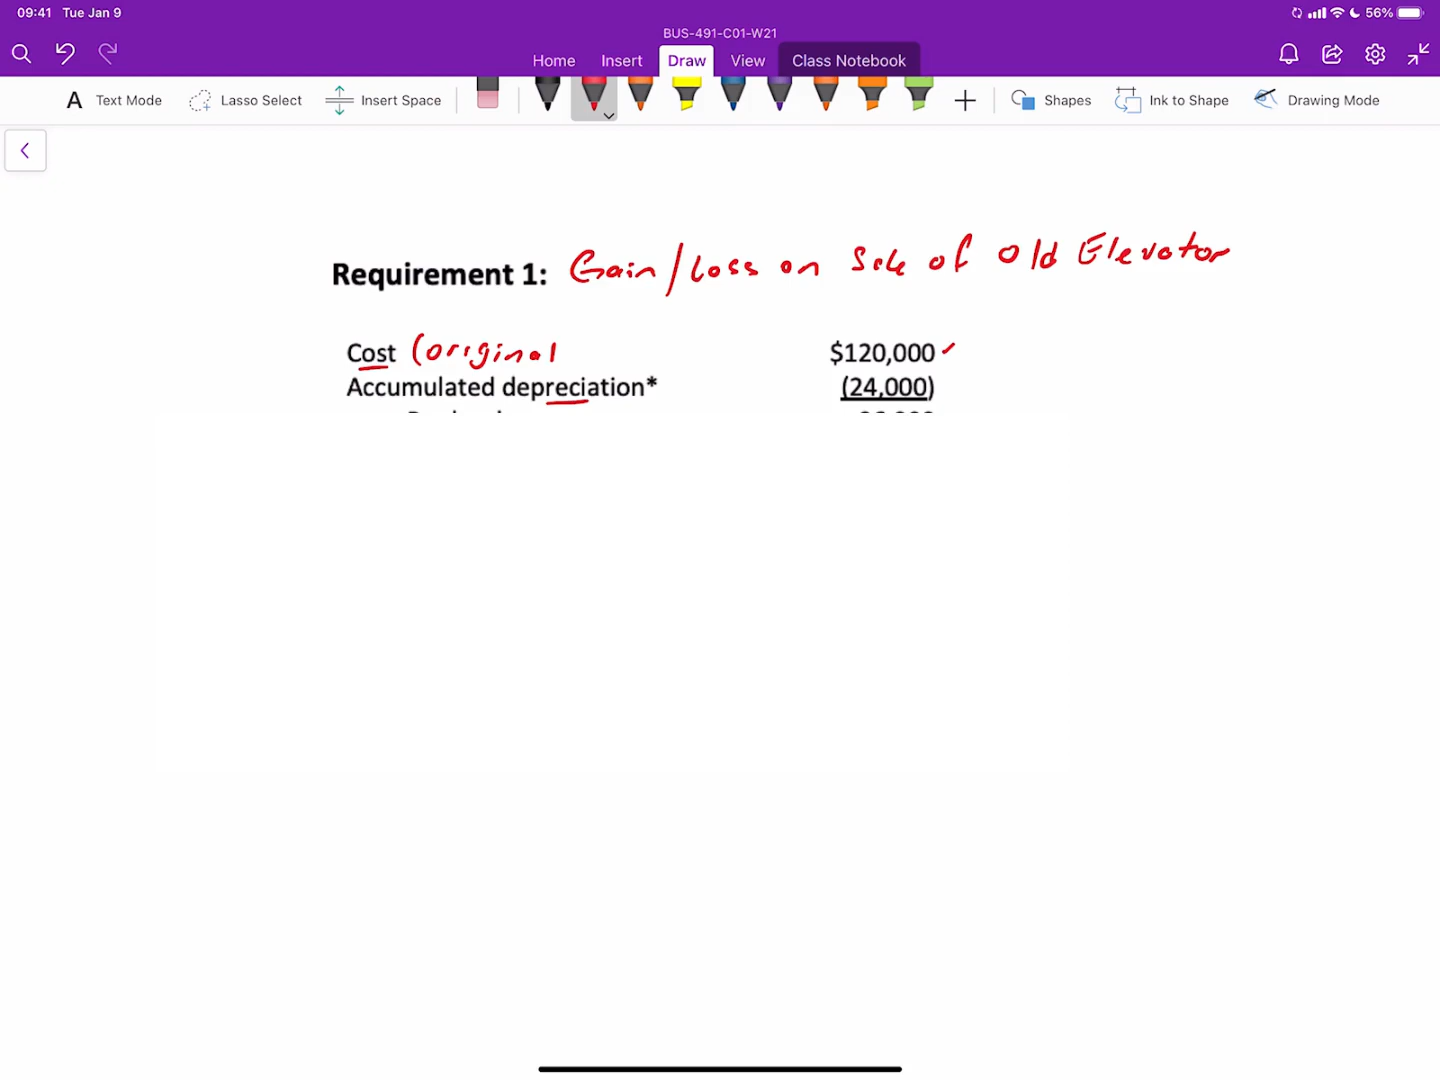 09:41 Tue Jan 9
56%
BUS-491-C01-W21
Home Insert Draw View Class Notebook
Text Mode Lasso Select Insert Space Shapes Ink to Shape Drawing Mode
Requirement 1: Gain/Loss on Sale of Old Elevator
Cost (original $120,000
Accumulated depreciation* (24,000)